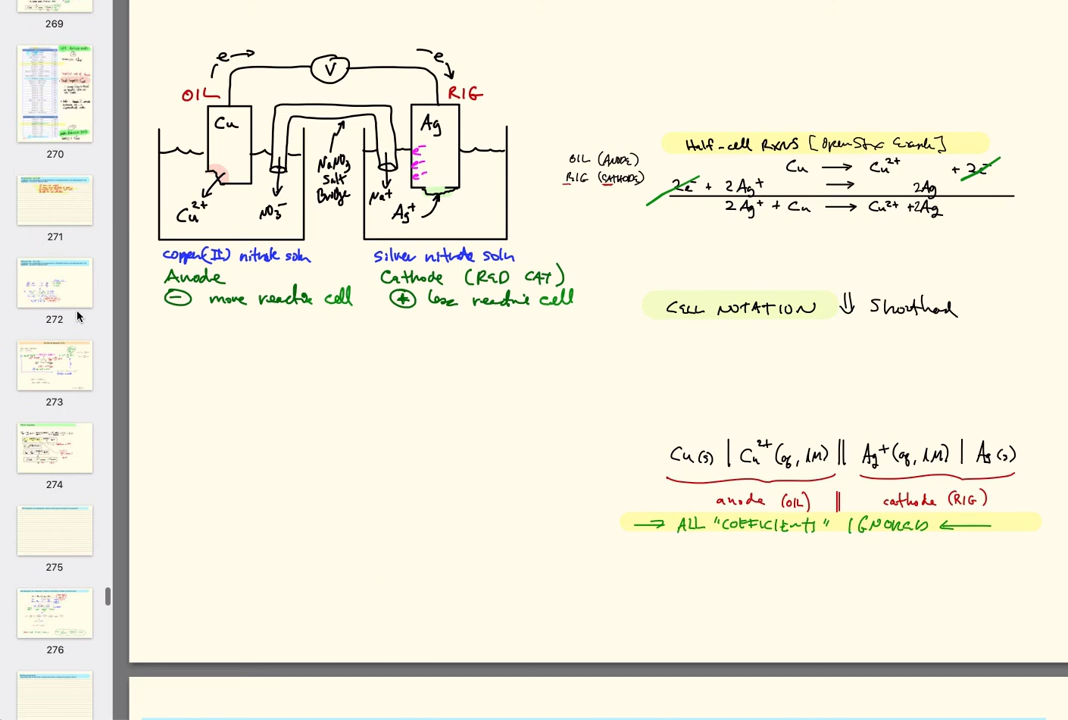 269
270
271
272
273
274
275
276
e⁻ → V e⁻
OIL RIG
Cu Ag
e⁻
e⁻
e⁻
NaNO₃
Salt
Bridge
Cu²⁺ NO₃⁻ Na⁺ Ag⁺
copper(II) nitrate soln silver nitrate soln
Anode Cathode (RED CAT)
⊖ more reactive cell ⊕ less reactive cell
Half-cell RXNS [OpenStax Example]
OIL (ANODE) Cu → Cu²⁺ + 2e⁻
RIG (CATHODE) 2e⁻ + 2Ag⁺ → 2Ag
2Ag⁺ + Cu → Cu²⁺ + 2Ag
CELL NOTATION ⇓ Shorthand
Cu(s) | Cu²⁺(aq, 1M) || Ag⁺(aq, 1M) | Ag(s)
anode (OIL) || cathode (RIG)
→ ALL "COEFFICIENTS" IGNORED ←